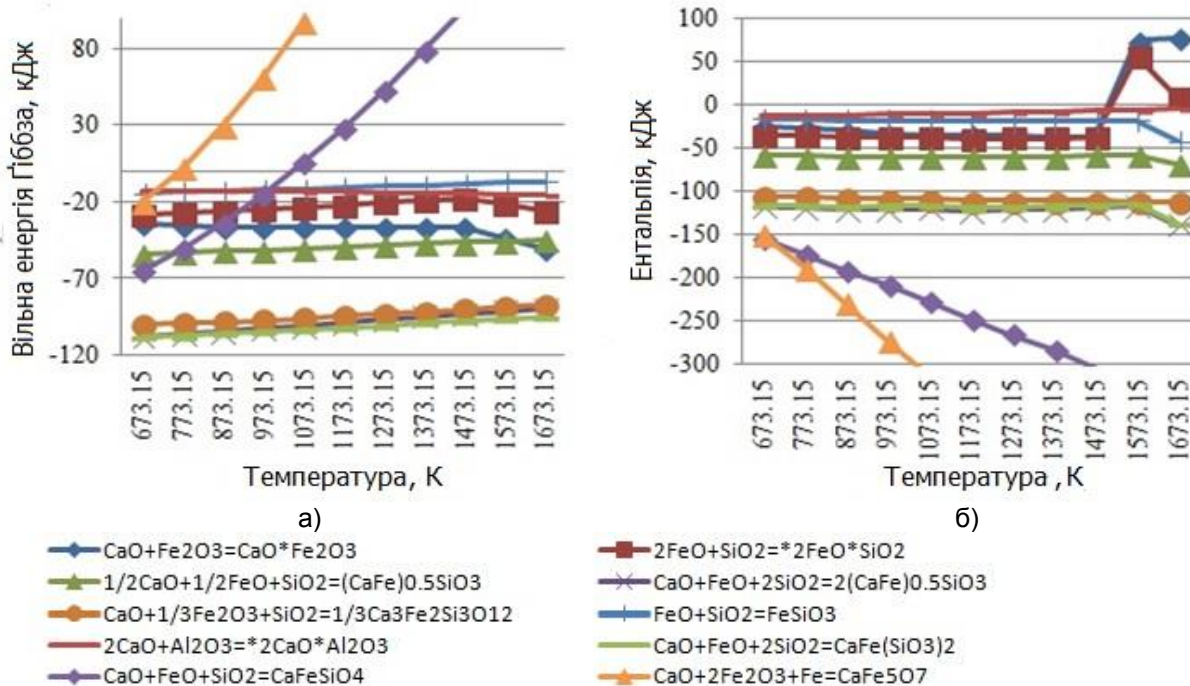 Вільна енергія Гіббза, кДж
80
30
-20
-70
-120
673.15
773.15
873.15
973.15
1073.15
1173.15
1273.15
1373.15
1473.15
1573.15
1673.15
Температура, К
а)
Ентальпія, кДж
100
50
0
-50
-100
-150
-200
-250
-300
673.15
773.15
873.15
973.15
1073.15
1173.15
1273.15
1373.15
1473.15
1573.15
1673.15
Температура ,К
б)
CaO+Fe2O3=CaO*Fe2O3
2FeO+SiO2=*2FeO*SiO2
1/2CaO+1/2FeO+SiO2=(CaFe)0.5SiO3
CaO+FeO+2SiO2=2(CaFe)0.5SiO3
CaO+1/3Fe2O3+SiO2=1/3Ca3Fe2Si3O12
FeO+SiO2=FeSiO3
2CaO+Al2O3=*2CaO*Al2O3
CaO+FeO+2SiO2=CaFe(SiO3)2
CaO+FeO+SiO2=CaFeSiO4
CaO+2Fe2O3+Fe=CaFe5O7